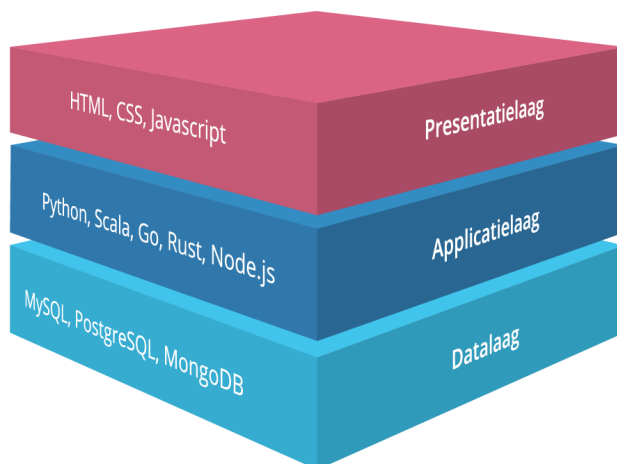 HTML, CSS, Javascript
Presentatielaag
Python, Scala, Go, Rust, Node.js
Applicatielaag
MySQL, PostgreSQL, MongoDB
Datalaag